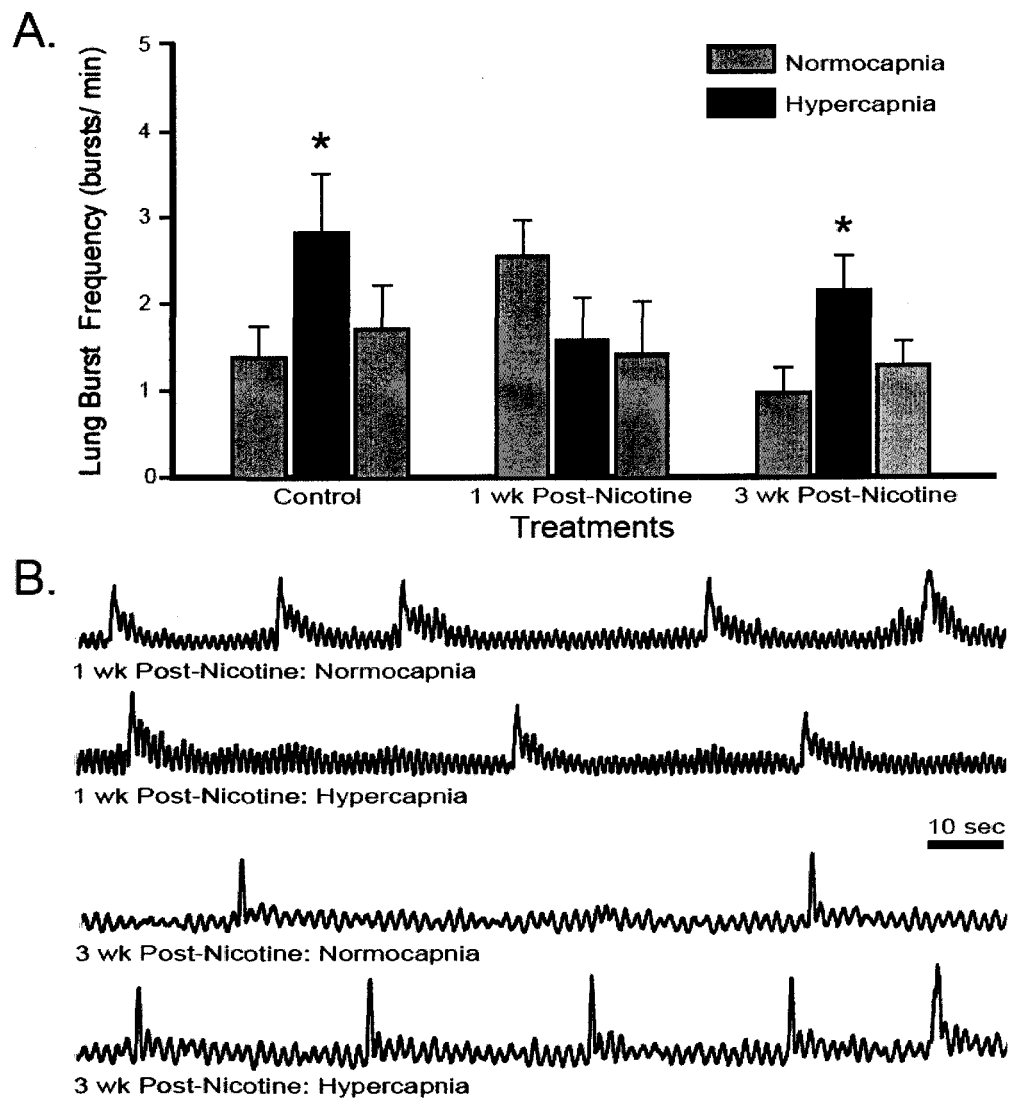 A.
Lung Burst Frequency (bursts/ min)
5
4
3
2
1
0
Normocapnia
Hypercapnia
*
*
Control
1 wk Post-Nicotine
3 wk Post-Nicotine
Treatments
B.
1 wk Post-Nicotine: Normocapnia
1 wk Post-Nicotine: Hypercapnia
10 sec
3 wk Post-Nicotine: Normocapnia
3 wk Post-Nicotine: Hypercapnia